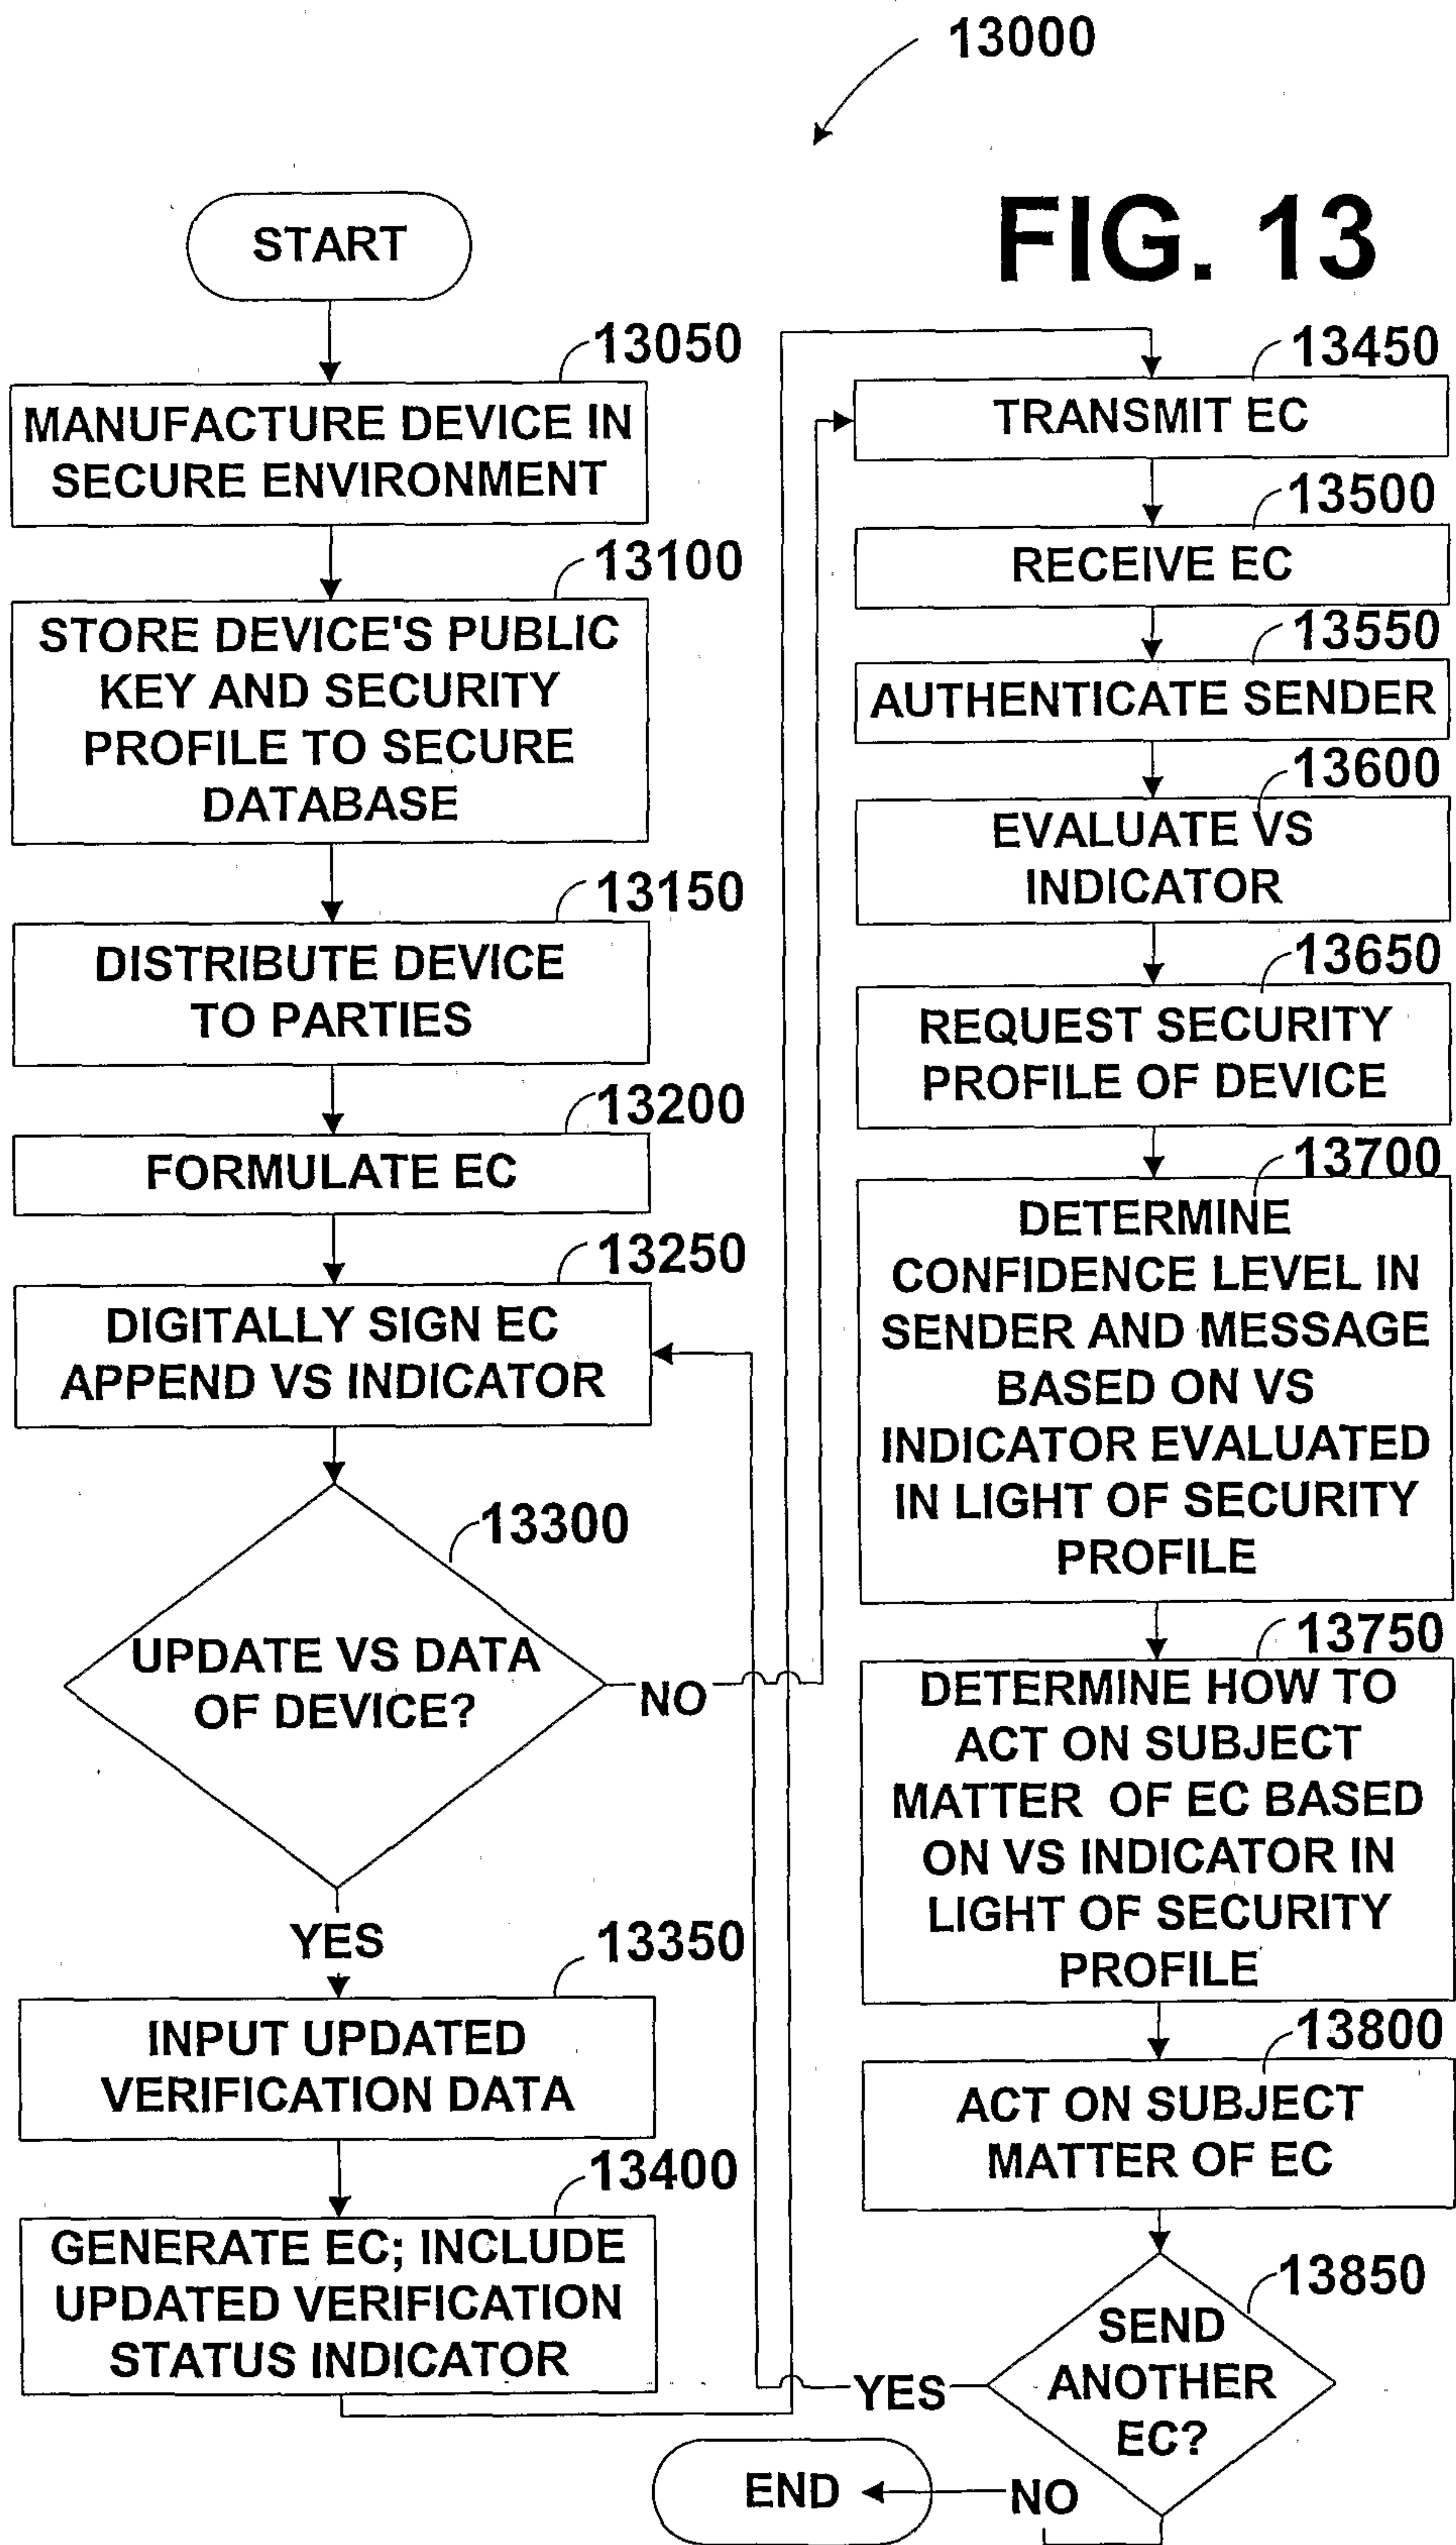 13000
FIG. 13
START
13050
MANUFACTURE DEVICE IN
SECURE ENVIRONMENT
13100
STORE DEVICE'S PUBLIC
KEY AND SECURITY
PROFILE TO SECURE
DATABASE
13150
DISTRIBUTE DEVICE
TO PARTIES
13200
FORMULATE EC
13250
DIGITALLY SIGN EC
APPEND VS INDICATOR
13300
UPDATE VS DATA
OF DEVICE?
NO
YES
13350
INPUT UPDATED
VERIFICATION DATA
13400
GENERATE EC; INCLUDE
UPDATED VERIFICATION
STATUS INDICATOR
13450
TRANSMIT EC
13500
RECEIVE EC
13550
AUTHENTICATE SENDER
13600
EVALUATE VS
INDICATOR
13650
REQUEST SECURITY
PROFILE OF DEVICE
13700
DETERMINE
CONFIDENCE LEVEL IN
SENDER AND MESSAGE
BASED ON VS
INDICATOR EVALUATED
IN LIGHT OF SECURITY
PROFILE
13750
DETERMINE HOW TO
ACT ON SUBJECT
MATTER OF EC BASED
ON VS INDICATOR IN
LIGHT OF SECURITY
PROFILE
13800
ACT ON SUBJECT
MATTER OF EC
13850
SEND
ANOTHER
EC?
YES
NO
END